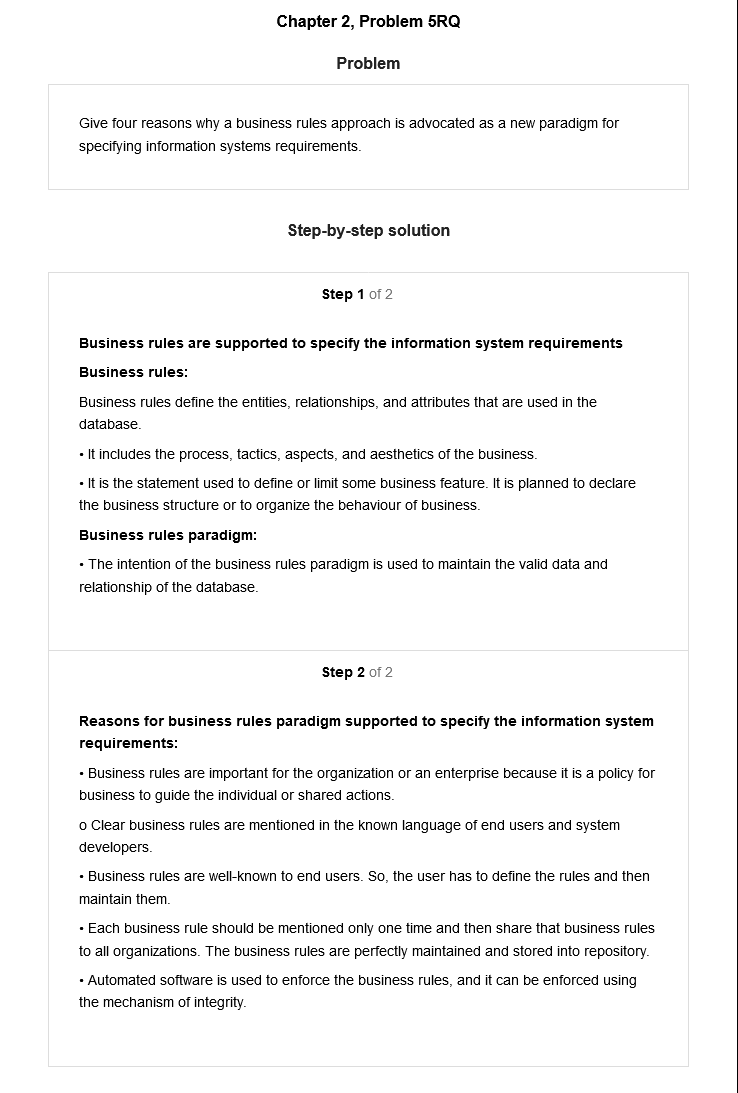 Chapter 2, Problem 5RQ
Problem
Give four reasons why a business rules approach is advocated as a new paradigm for
specifying information systems requirements.
Step-by-step solution
Step 1 of 2
Business rules are supported to specify the information system requirements
Business rules:
Business rules define the entities, relationships, and attributes that are used in the
database.
• It includes the process, tactics, aspects, and aesthetics of the business.
• It is the statement used to define or limit some business feature. It is planned to declare
the business structure or to organize the behaviour of business.
Business rules paradigm:
• The intention of the business rules paradigm is used to maintain the valid data and
relationship of the database.
Step 2 of 2
Reasons for business rules paradigm supported to specify the information system
requirements:
• Business rules are important for the organization or an enterprise because it is a policy for
business to guide the individual or shared actions.
o Clear business rules are mentioned in the known language of end users and system
developers.
• Business rules are well-known to end users. So, the user has to define the rules and then
maintain them.
• Each business rule should be mentioned only one time and then share that business rules
to all organizations. The business rules are perfectly maintained and stored into repository.
• Automated software is used to enforce the business rules, and it can be enforced using
the mechanism of integrity.